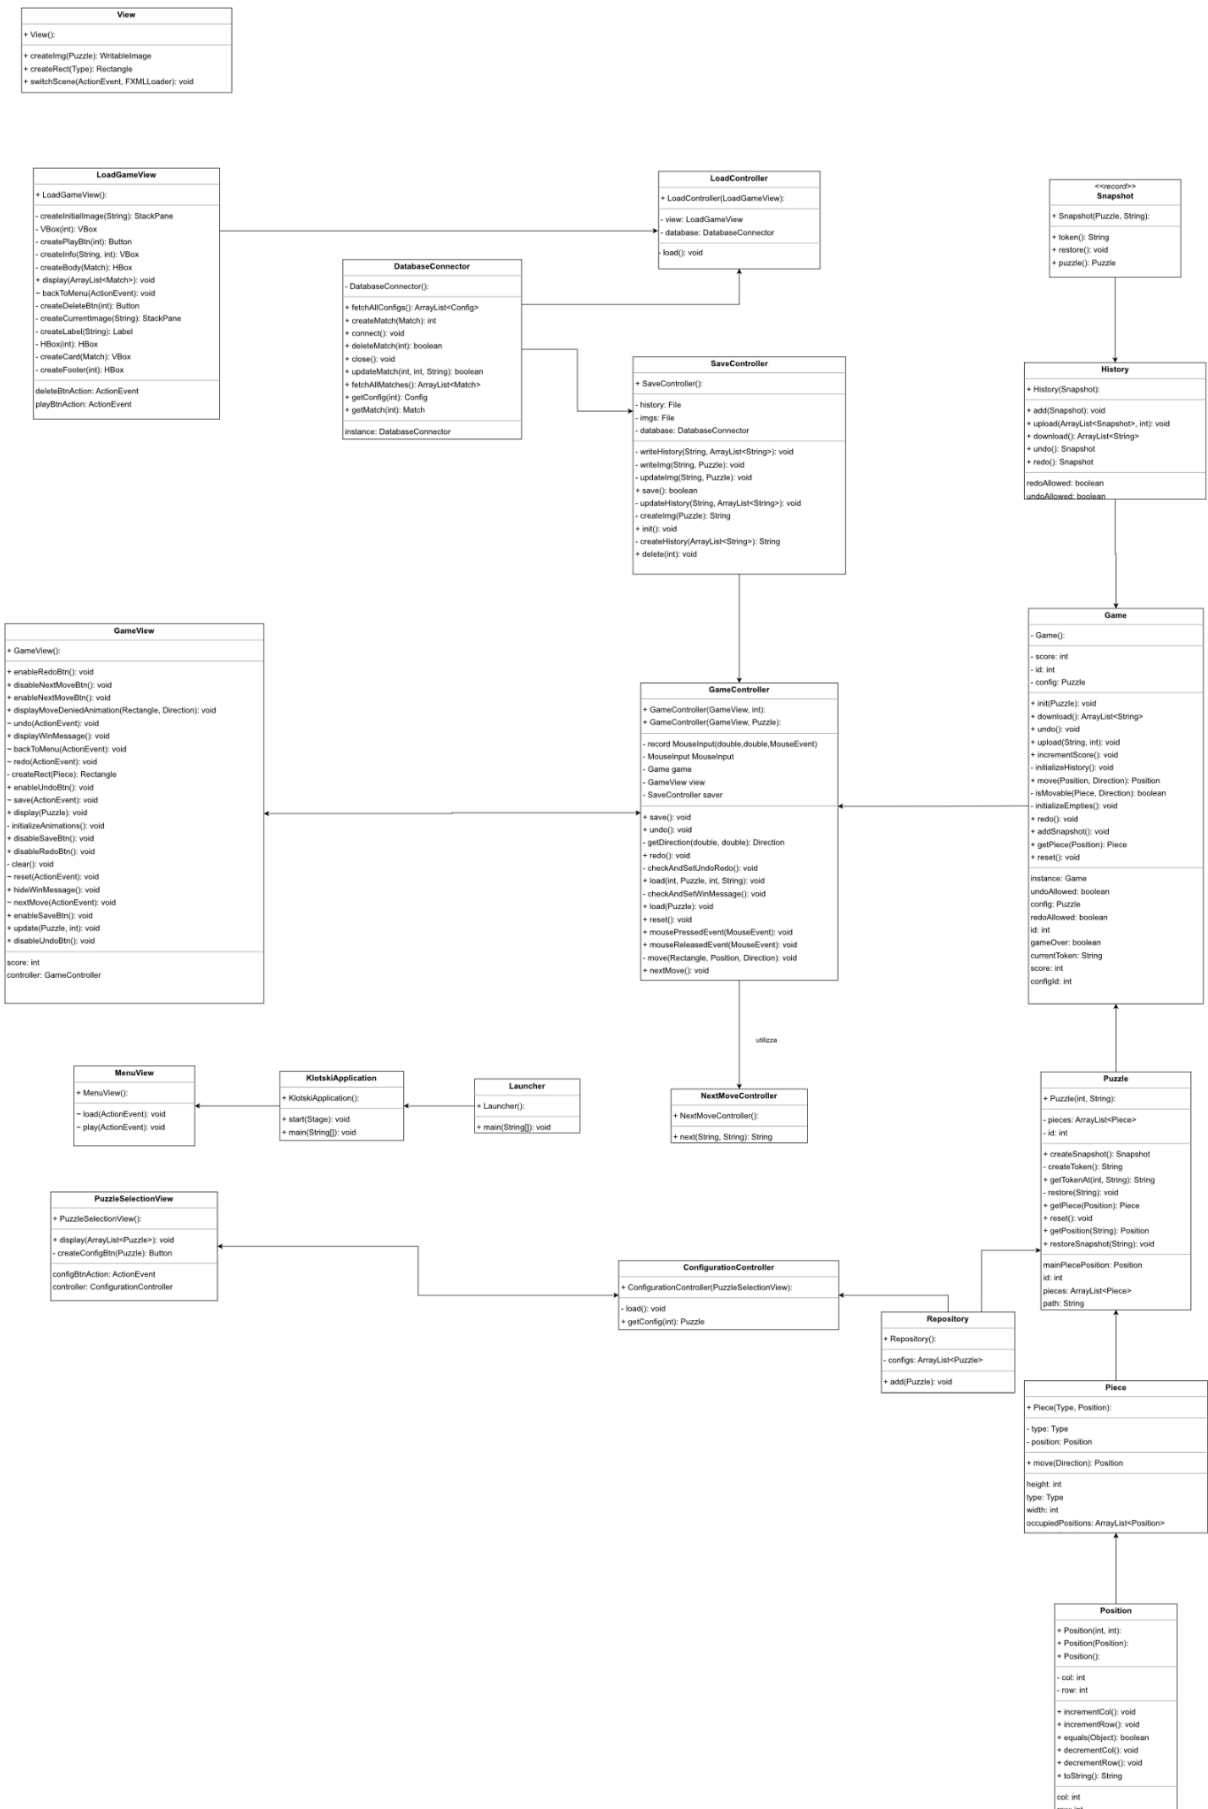 View
+ View():
+ createImg(Puzzle): WritableImage
+ createRect(Type): Rectangle
+ switchScene(ActionEvent, FXMLLoader): void
LoadGameView
+ LoadGameView():
- createInitialImage(String): StackPane
- VBox(int): VBox
- createPlayBtn(int): Button
- createInfo(String, int): VBox
- createBody(Match): HBox
+ display(ArrayList<Match>): void
~ backToMenu(ActionEvent): void
- createDeleteBtn(int): Button
- createCurrentImage(String): StackPane
- createLabel(String): Label
- HBox(int): HBox
- createCard(Match): VBox
- createFooter(int): HBox
deleteBtnAction: ActionEvent
playBtnAction: ActionEvent
LoadController
+ LoadController(LoadGameView):
- view: LoadGameView
- database: DatabaseConnector
- load(): void
<<record>>
Snapshot
+ Snapshot(Puzzle, String):
+ token(): String
+ restore(): void
+ puzzle(): Puzzle
DatabaseConnector
- DatabaseConnector():
+ fetchAllConfigs(): ArrayList<Config>
+ createMatch(Match): int
+ connect(): void
+ deleteMatch(int): boolean
+ close(): void
+ updateMatch(int, int, String): boolean
+ fetchAllMatches(): ArrayList<Match>
+ getConfig(int): Config
+ getMatch(int): Match
instance: DatabaseConnector
SaveController
+ SaveController():
- history: File
- imgs: File
- database: DatabaseConnector
- writeHistory(String, ArrayList<String>): void
- writeImg(String, Puzzle): void
- updateImg(String, Puzzle): void
+ save(): boolean
- updateHistory(String, ArrayList<String>): void
- createImg(Puzzle): String
+ init(): void
- createHistory(ArrayList<String>): String
+ delete(int): void
History
+ History(Snapshot):
+ add(Snapshot): void
+ upload(ArrayList<Snapshot>, int): void
+ download(): ArrayList<String>
+ undo(): Snapshot
+ redo(): Snapshot
redoAllowed: boolean
undoAllowed: boolean
GameView
+ GameView():
+ enableRedoBtn(): void
+ disableNextMoveBtn(): void
+ enableNextMoveBtn(): void
+ displayMoveDeniedAnimation(Rectangle, Direction): void
~ undo(ActionEvent): void
+ displayWinMessage(): void
~ backToMenu(ActionEvent): void
~ redo(ActionEvent): void
- createRect(Piece): Rectangle
+ enableUndoBtn(): void
~ save(ActionEvent): void
+ display(Puzzle): void
- initializeAnimations(): void
+ disableSaveBtn(): void
+ disableRedoBtn(): void
- clear(): void
~ reset(ActionEvent): void
+ hideWinMessage(): void
~ nextMove(ActionEvent): void
+ enableSaveBtn(): void
+ update(Puzzle, int): void
+ disableUndoBtn(): void
score: int
controller: GameController
GameController
+ GameController(GameView, int):
+ GameController(GameView, Puzzle):
- record MouseInput(double,double,MouseEvent)
- MouseInput MouseInput
- Game game
- GameView view
- SaveController saver
+ save(): void
+ undo(): void
- getDirection(double, double): Direction
+ redo(): void
- checkAndSetUndoRedo(): void
+ load(int, Puzzle, int, String): void
- checkAndSetWinMessage(): void
+ load(Puzzle): void
+ reset(): void
+ mousePressedEvent(MouseEvent): void
+ mouseReleasedEvent(MouseEvent): void
- move(Rectangle, Position, Direction): void
+ nextMove(): void
Game
- Game():
- score: int
- id: int
- config: Puzzle
+ init(Puzzle): void
+ download(): ArrayList<String>
+ undo(): void
+ upload(String, int): void
+ incrementScore(): void
- initializeHistory(): void
+ move(Position, Direction): Position
- isMovable(Piece, Direction): boolean
- initializeEmpties(): void
+ redo(): void
+ addSnapshot(): void
+ getPiece(Position): Piece
+ reset(): void
instance: Game
undoAllowed: boolean
config: Puzzle
redoAllowed: boolean
id: int
gameOver: boolean
currentToken: String
score: int
configId: int
utilizza
MenuView
+ MenuView():
~ load(ActionEvent): void
~ play(ActionEvent): void
KlotskiApplication
+ KlotskiApplication():
+ start(Stage): void
+ main(String[]): void
Launcher
+ Launcher():
+ main(String[]): void
NextMoveController
+ NextMoveController():
+ next(String, String): String
Puzzle
+ Puzzle(int, String):
- pieces: ArrayList<Piece>
- id: int
+ createSnapshot(): Snapshot
- createToken(): String
+ getTokenAt(int, String): String
- restore(String): void
+ getPiece(Position): Piece
+ reset(): void
+ getPosition(String): Position
+ restoreSnapshot(String): void
mainPiecePosition: Position
id: int
pieces: ArrayList<Piece>
path: String
PuzzleSelectionView
+ PuzzleSelectionView():
+ display(ArrayList<Puzzle>): void
- createConfigBtn(Puzzle): Button
configBtnAction: ActionEvent
controller: ConfigurationController
ConfigurationController
+ ConfigurationController(PuzzleSelectionView):
- load(): void
+ getConfig(int): Puzzle
Repository
+ Repository():
- configs: ArrayList<Puzzle>
+ add(Puzzle): void
Piece
+ Piece(Type, Position):
- type: Type
- position: Position
+ move(Direction): Position
height: int
type: Type
width: int
occupiedPositions: ArrayList<Position>
Position
+ Position(int, int):
+ Position(Position):
+ Position():
- col: int
- row: int
+ incrementCol(): void
+ incrementRow(): void
+ equals(Object): boolean
+ decrementCol(): void
+ decrementRow(): void
+ toString(): String
col: int
row: int